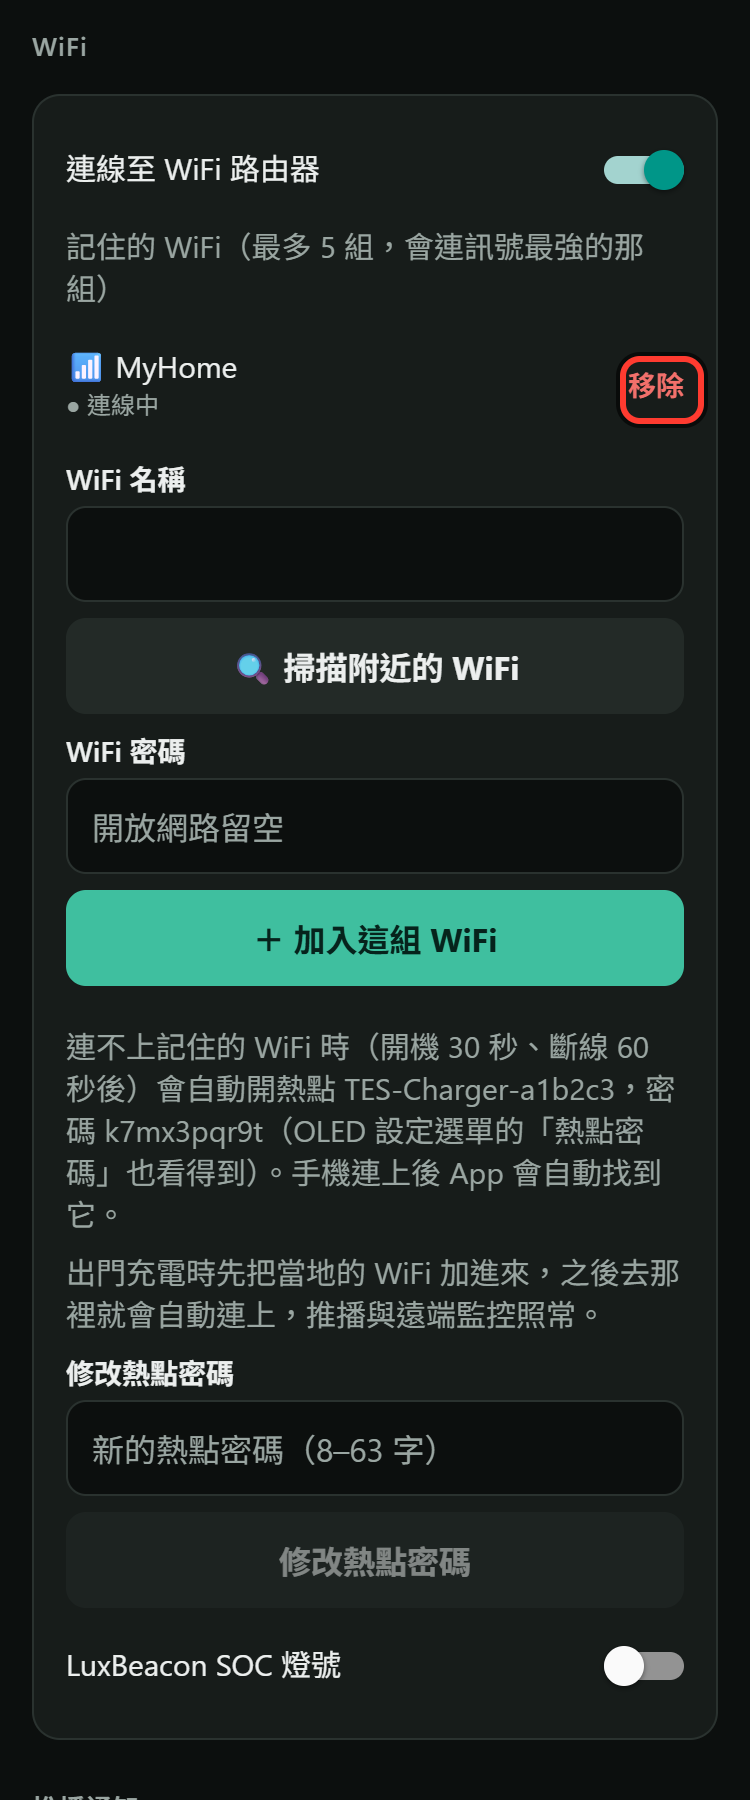 WiFi
連線至 WiFi 路由器
記住的 WiFi（最多 5 組，會連訊號最強的那
組）
MyHome
移除
● 連線中
WiFi 名稱
掃描附近的 WiFi
WiFi 密碼
開放網路留空
＋ 加入這組 WiFi
連不上記住的 WiFi 時（開機 30 秒、斷線 60
秒後）會自動開熱點 TES-Charger-a1b2c3，密
碼 k7mx3pqr9t（OLED 設定選單的「熱點密
碼」也看得到）。手機連上後 App 會自動找到
它。
出門充電時先把當地的 WiFi 加進來，之後去那
裡就會自動連上，推播與遠端監控照常。
修改熱點密碼
新的熱點密碼（8–63 字）
修改熱點密碼
LuxBeacon SOC 燈號